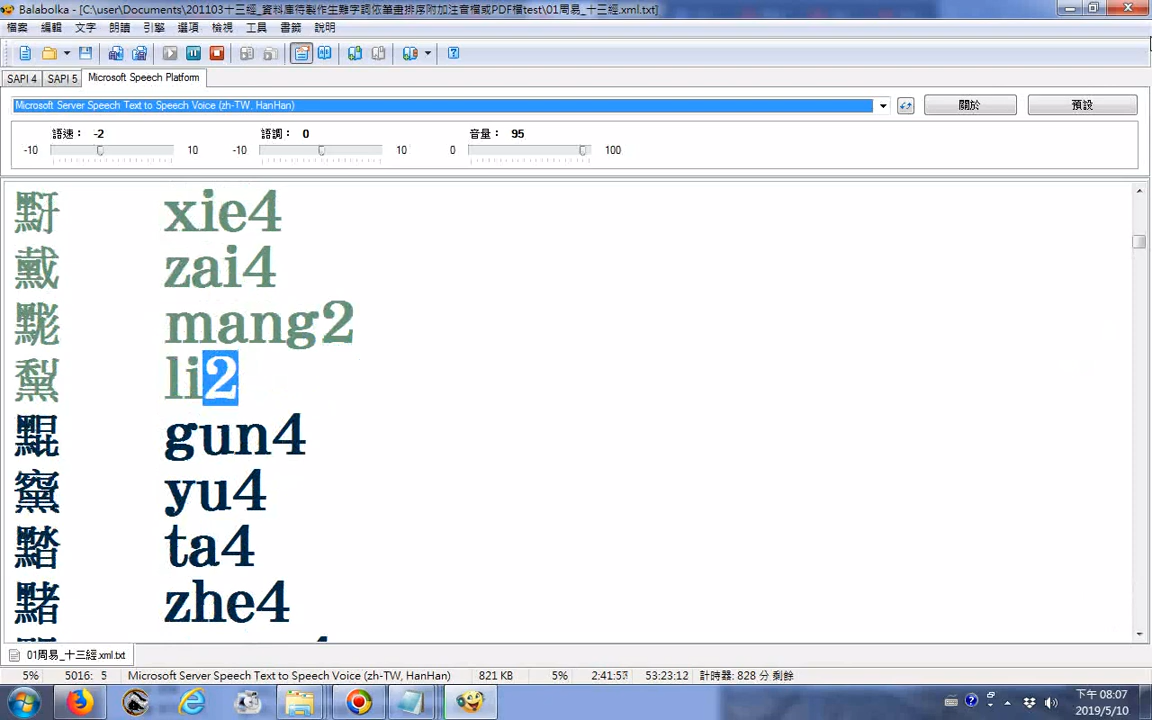 Balabolka - [C:\user\Documents\201103十三經_資料庫待製作生難字詞依筆畫排序附加注音檔或PDF檔test\01周易_十三經.xml.txt]
檔案 編輯 文字 朗讀 引擎 選項 檢視 工具 書籤 說明
SAPI 4 SAPI 5 Microsoft Speech Platform
Microsoft Server Speech Text to Speech Voice (zh-TW, HanHan) 關於 預設
語速： -2 語調： 0 音量： 95
-10 10 -10 10 0 100
xie4
zai4
mang2
li2
gun4
yu4
ta4
zhe4
01周易_十三經.xml.txt
5% 5016: 5 Microsoft Server Speech Text to Speech Voice (zh-TW, HanHan) 821 KB 5% 2:41:57 53:23:12 計時器: 828 分 剩餘
下午 08:07
2019/5/10